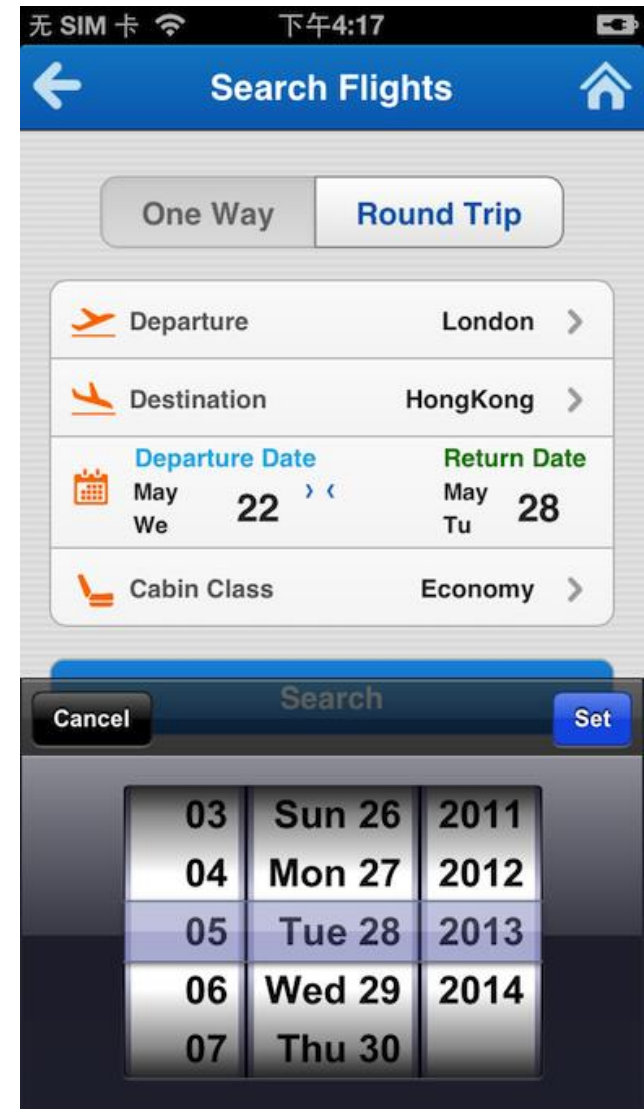 无 SIM 卡 下午4:17
Search Flights
One Way Round Trip
Departure London
Destination HongKong
Departure Date Return Date
May We 22 May Tu 28
Cabin Class Economy
Search
Cancel Set
03 Sun 26 2011
04 Mon 27 2012
05 Tue 28 2013
06 Wed 29 2014
07 Thu 30